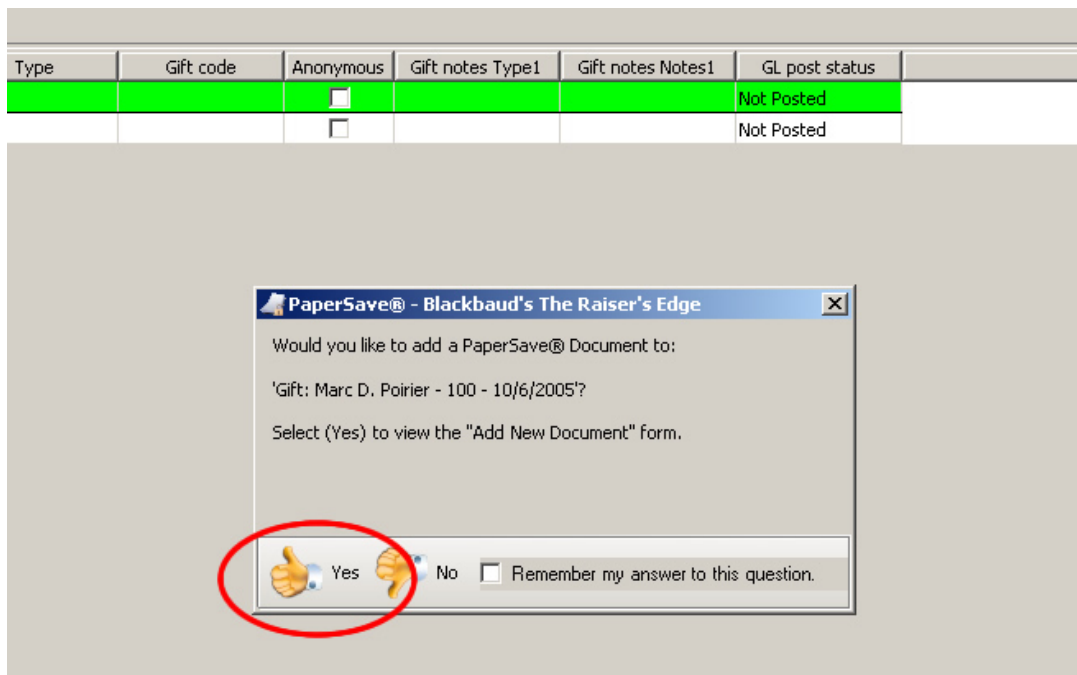 Type Gift code Anonymous Gift notes Type1 Gift notes Notes1 GL post status
Not Posted
Not Posted
PaperSave® - Blackbaud's The Raiser's Edge
Would you like to add a PaperSave® Document to:
'Gift: Marc D. Poirier - 100 - 10/6/2005'?
Select (Yes) to view the "Add New Document" form.
Yes No Remember my answer to this question.